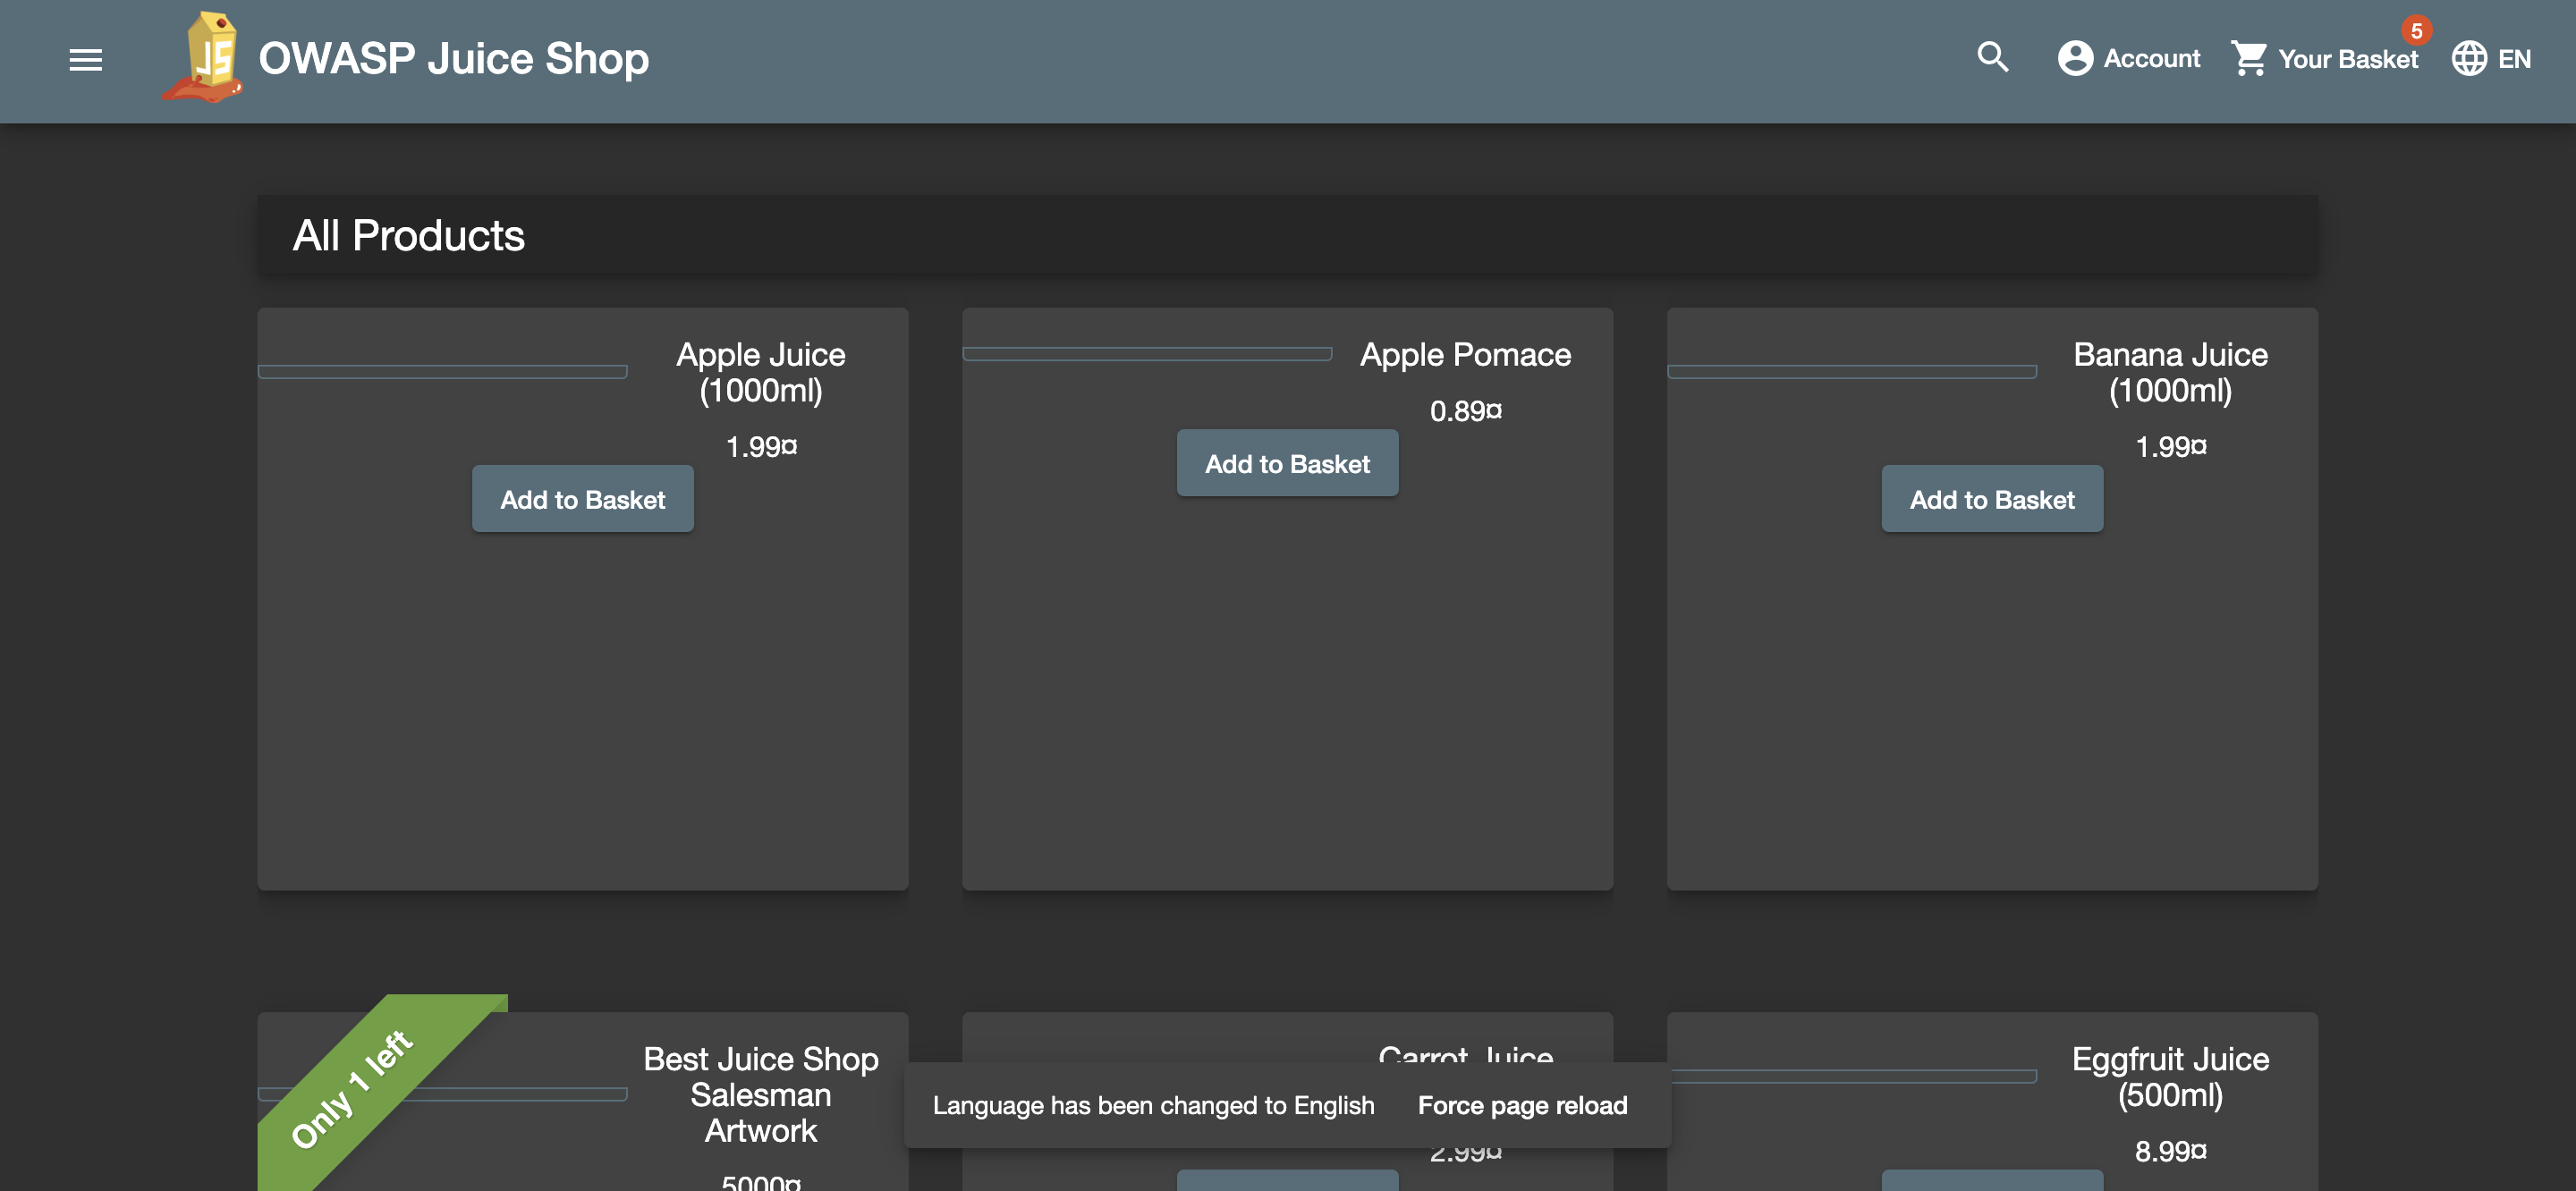 OWASP Juice Shop
Account
Your Basket
5
EN
All Products
Apple Juice
(1000ml)
1.99¤
Add to Basket
Apple Pomace
0.89¤
Add to Basket
Banana Juice
(1000ml)
1.99¤
Add to Basket
Only 1 left
Best Juice Shop
Salesman
Artwork
5000¤
Carrot Juice
2.99¤
Eggfruit Juice
(500ml)
8.99¤
Language has been changed to English
Force page reload